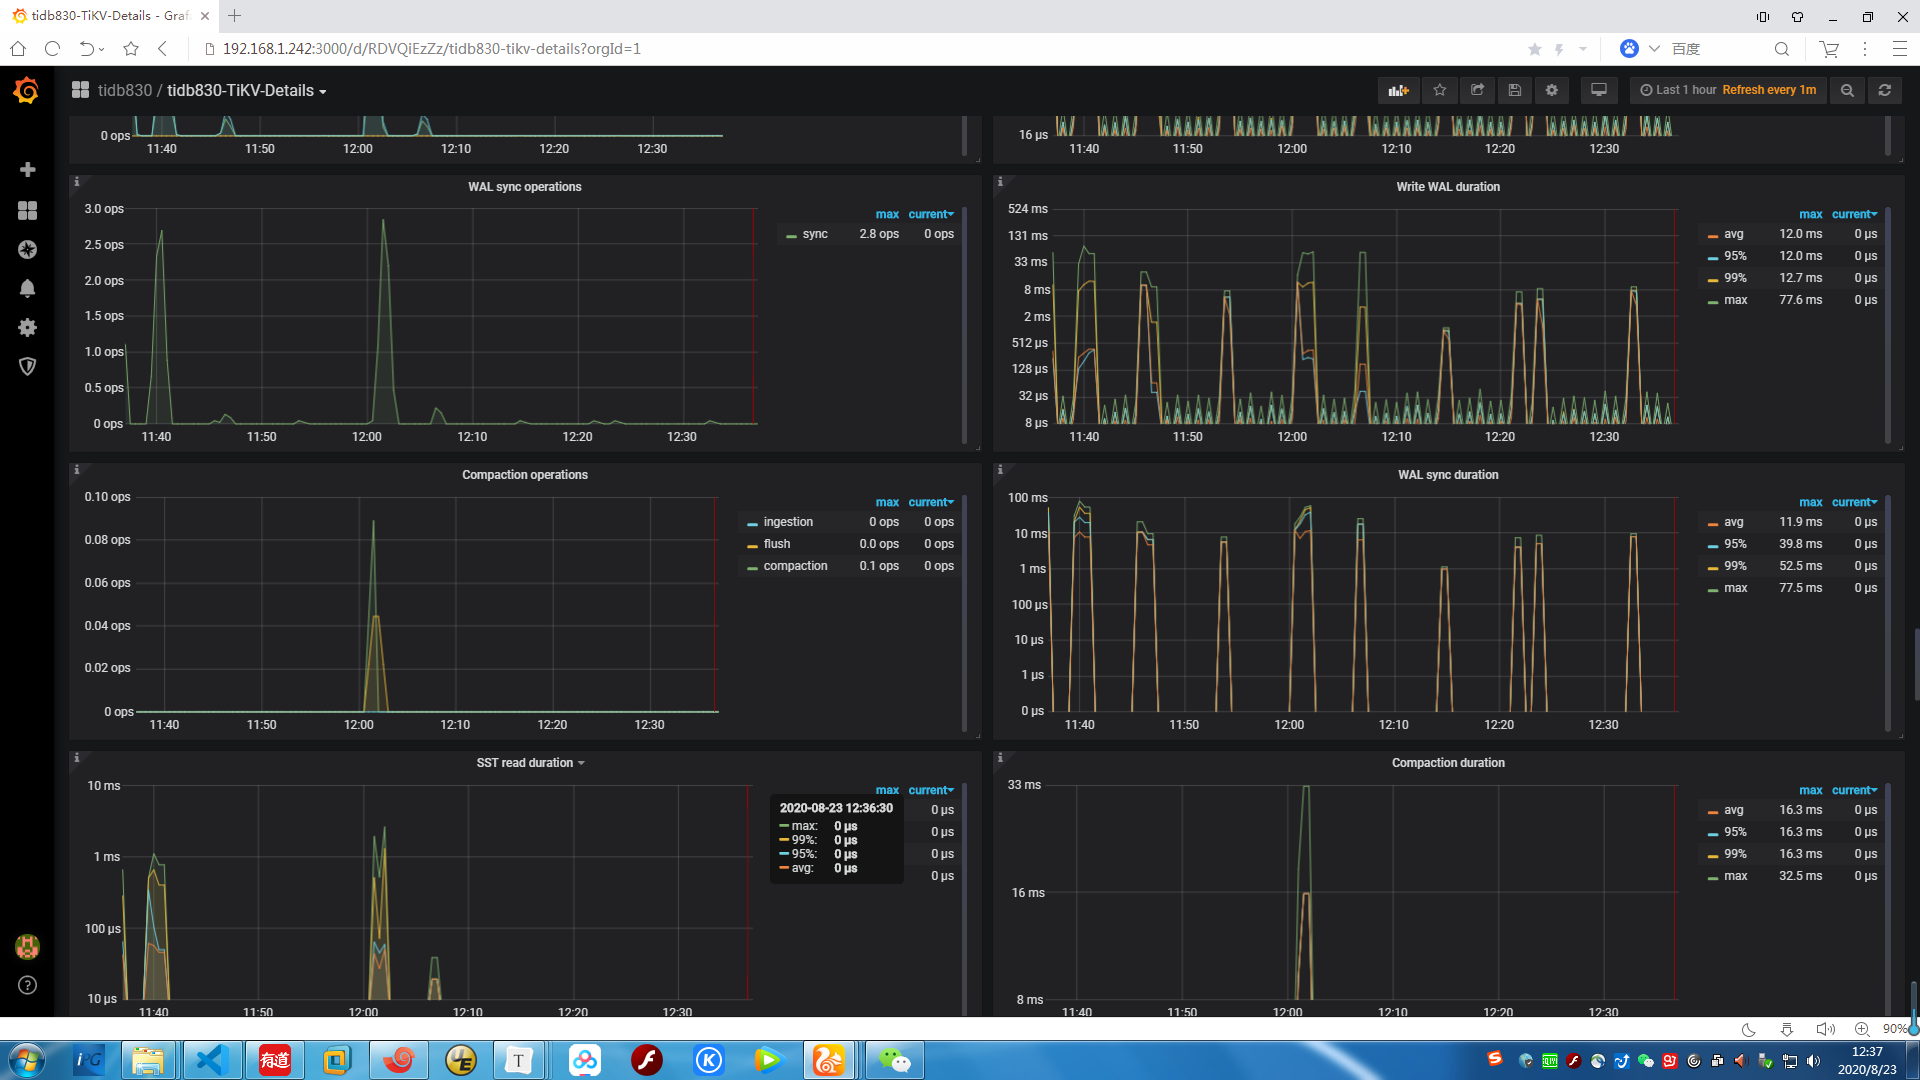 tidb830-TiKV-Details - Graf
192.168.1.242:3000/d/RDVQiEzZz/tidb830-tikv-details?orgId=1
百度
tidb830 / tidb830-TiKV-Details
Last 1 hour Refresh every 1m
0 ops
11:40 11:50 12:00 12:10 12:20 12:30
16 µs
11:40 11:50 12:00 12:10 12:20 12:30
WAL sync operations
3.0 ops
2.5 ops
2.0 ops
1.5 ops
1.0 ops
0.5 ops
0 ops
11:40 11:50 12:00 12:10 12:20 12:30
max current
sync 2.8 ops 0 ops
Write WAL duration
524 ms
131 ms
33 ms
8 ms
2 ms
512 µs
128 µs
32 µs
8 µs
11:40 11:50 12:00 12:10 12:20 12:30
max current
avg 12.0 ms 0 µs
95% 12.0 ms 0 µs
99% 12.7 ms 0 µs
max 77.6 ms 0 µs
Compaction operations
0.10 ops
0.08 ops
0.06 ops
0.04 ops
0.02 ops
0 ops
11:40 11:50 12:00 12:10 12:20 12:30
max current
ingestion 0 ops 0 ops
flush 0.0 ops 0 ops
compaction 0.1 ops 0 ops
WAL sync duration
100 ms
10 ms
1 ms
100 µs
10 µs
1 µs
0 µs
11:40 11:50 12:00 12:10 12:20 12:30
max current
avg 11.9 ms 0 µs
95% 39.8 ms 0 µs
99% 52.5 ms 0 µs
max 77.5 ms 0 µs
SST read duration
10 ms
1 ms
100 µs
10 µs
11:40 11:50 12:00 12:10 12:20 12:30
max current
0 µs
0 µs
0 µs
0 µs
2020-08-23 12:36:30
max: 0 µs
99%: 0 µs
95%: 0 µs
avg: 0 µs
Compaction duration
33 ms
16 ms
8 ms
11:40 11:50 12:00 12:10 12:20 12:30
max current
avg 16.3 ms 0 µs
95% 16.3 ms 0 µs
99% 16.3 ms 0 µs
max 32.5 ms 0 µs
90%
有道
T
K
12:37
2020/8/23